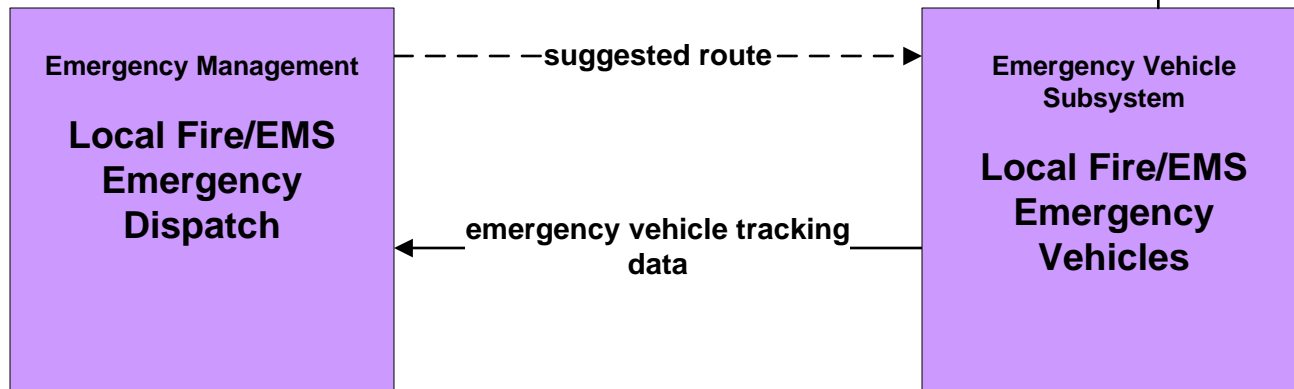 Emergency Management
Local Fire/EMS
Emergency
Dispatch
suggested route
emergency vehicle tracking
data
Emergency Vehicle
Subsystem
Local Fire/EMS
Emergency
Vehicles